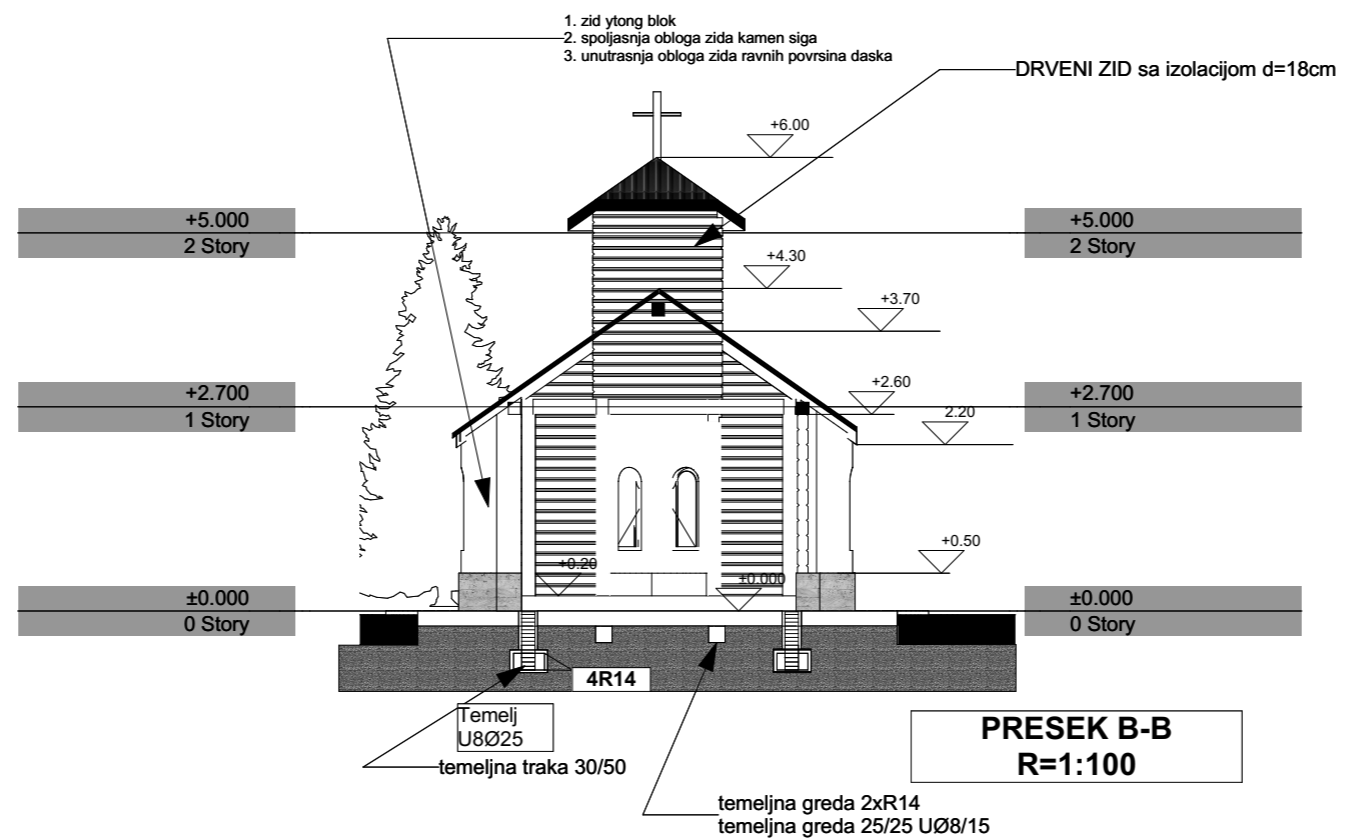 1. zid ytong blok
2. spoljasnja obloga zida kamen siga
3. unutrasnja obloga zida ravnih povrsina daska
DRVENI ZID sa izolacijom d=18cm
+6.00
+5.000
2 Story
+5.000
2 Story
+4.30
+3.70
+2.700
1 Story
+2.60
+2.700
1 Story
2.20
+0.50
+0.20
±0.000
±0.000
0 Story
±0.000
0 Story
4R14
Temelj
U8Ø25
temeljna traka 30/50
PRESEK B-B
R=1:100
temeljna greda 2xR14
temeljna greda 25/25 UØ8/15